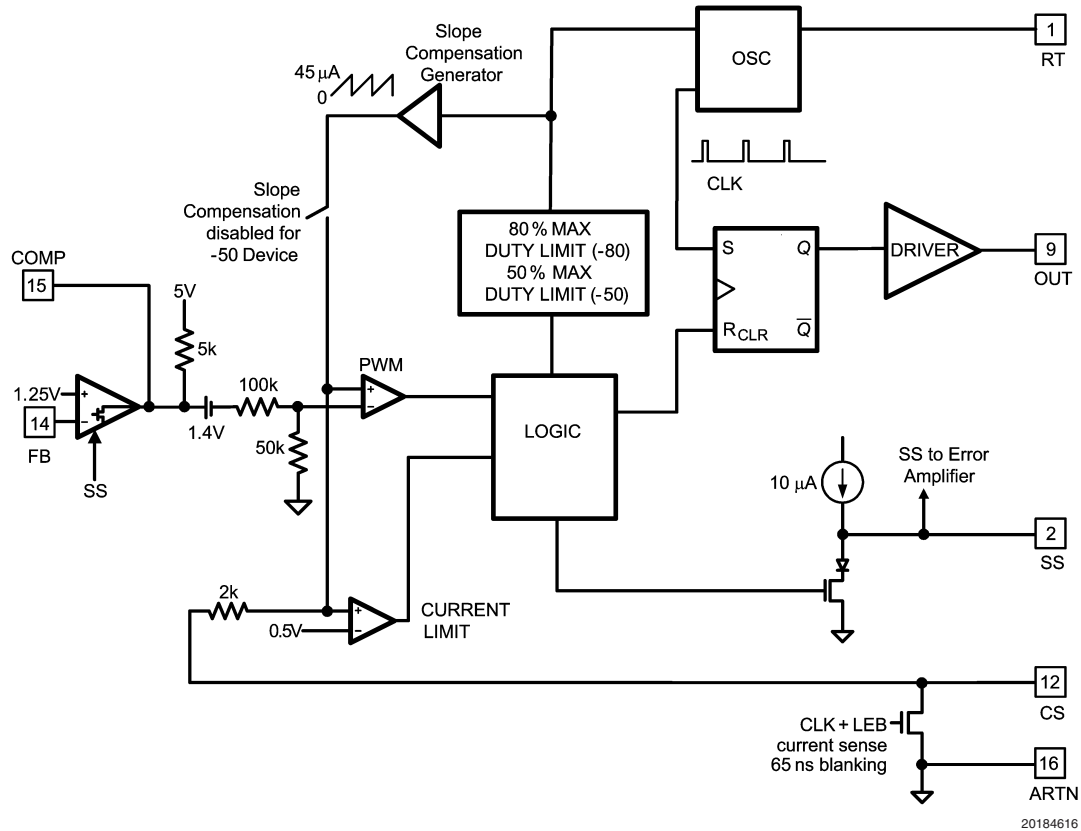 Slope
Compensation
Generator
45 μA
0
OSC
1
RT
CLK
Slope
Compensation
disabled for
-50 Device
80% MAX
DUTY LIMIT (-80)
50% MAX
DUTY LIMIT (-50)
S
Q
R CLR
Q̅
DRIVER
9
OUT
COMP
15
5V
5k
1.25V
+
−
14
FB
SS
1.4V
100k
50k
PWM
+
−
LOGIC
10 μA
SS to Error
Amplifier
2
SS
2k
0.5V
+
−
CURRENT
LIMIT
12
CS
CLK + LEB
current sense
65 ns blanking
16
ARTN
20184616